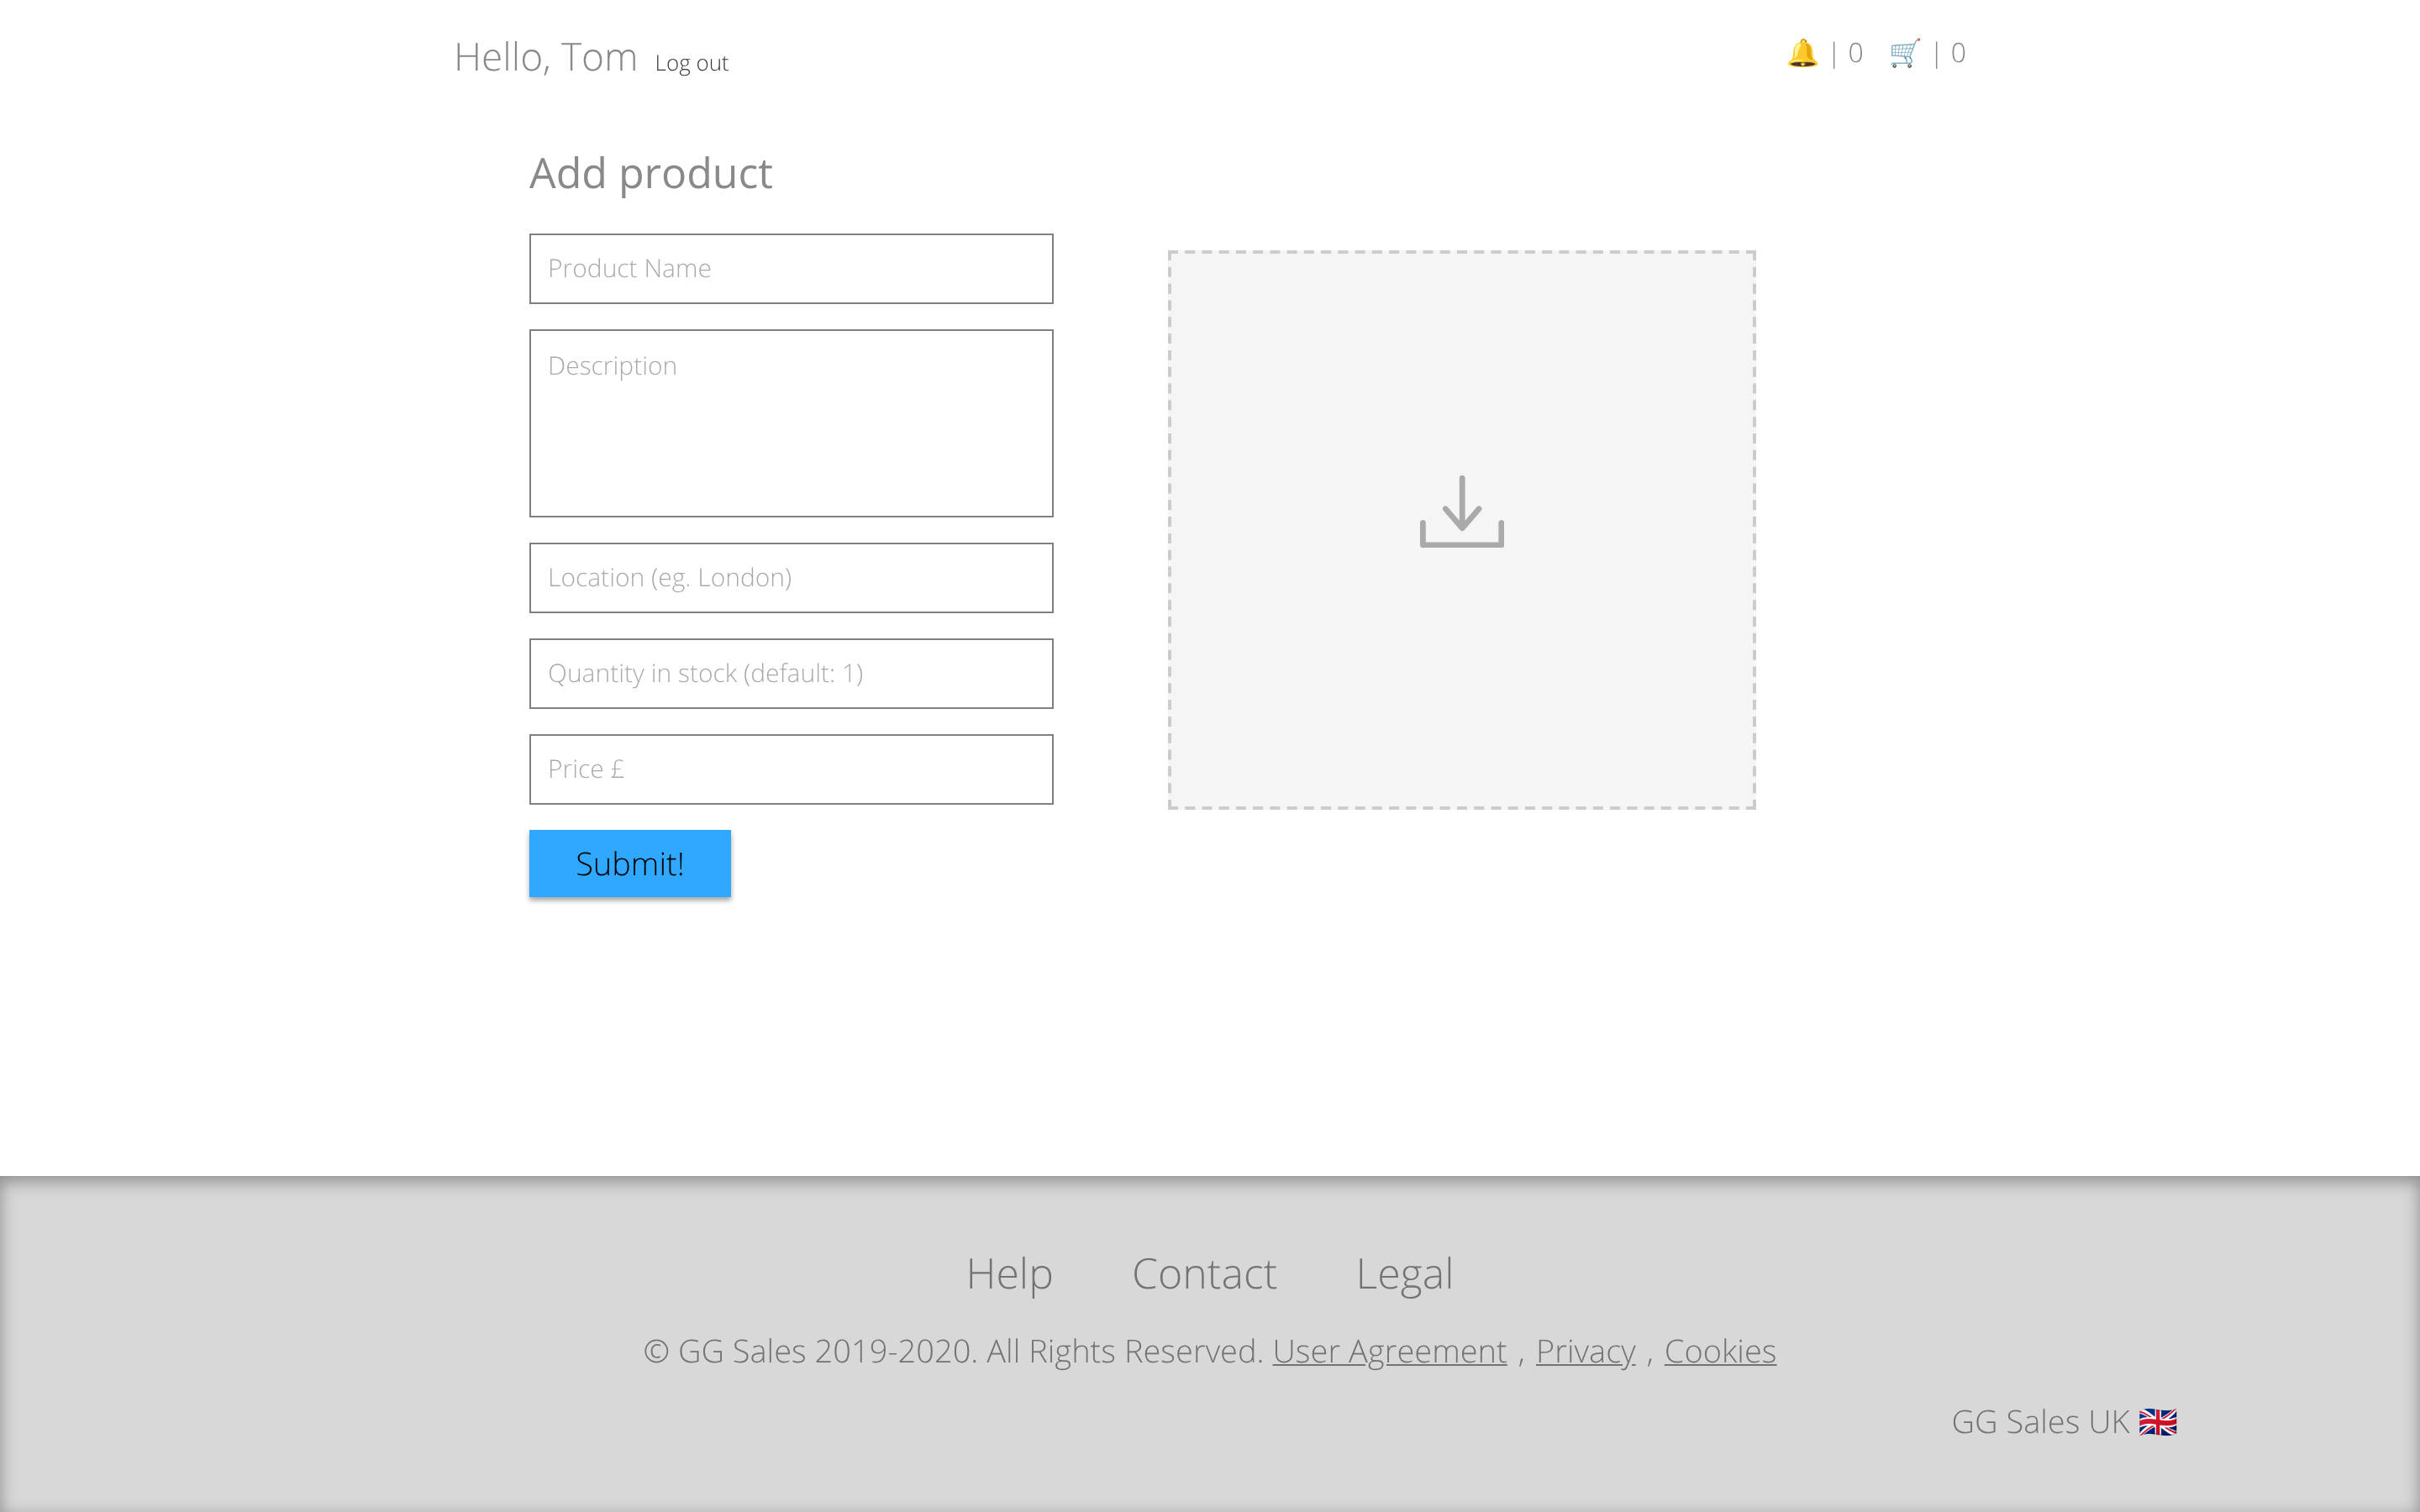 Hello, Tom Log out
🔔 | 0 🛒 | 0
Add product
Product Name
Description
Location (eg. London)
Quantity in stock (default: 1)
Price £
Submit!
Help Contact Legal
© GG Sales 2019-2020. All Rights Reserved. User Agreement , Privacy , Cookies
GG Sales UK 🇬🇧